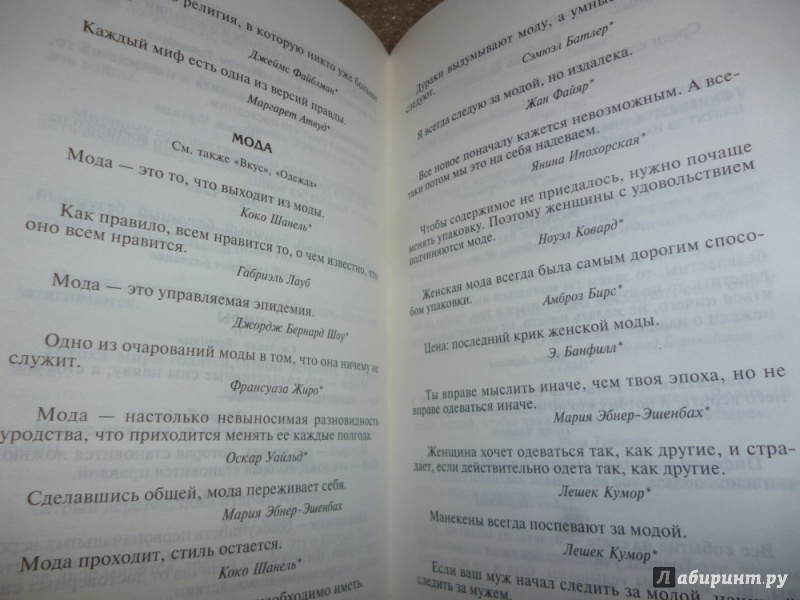 религия, в которую никто уже больше
Джеймс Файблман*
Каждый миф есть одна из версий правды.
Маргарет Атвуд*
МОДА
См. также «Вкус», «Одежда»
Мода — это то, что выходит из моды.
Коко Шанель*
Как правило, всем нравится то, о чем известно, что
оно всем нравится.
Габриэль Лауб
Мода — это управляемая эпидемия.
Джордж Бернард Шоу*
Одно из очарований моды в том, что она ничему не
служит.
Франсуаза Жиро*
Мода — настолько невыносимая разновидность
уродства, что приходится менять ее каждые полгода.
Оскар Уайльд*
Сделавшись общей, мода переживает себя.
Мария Эбнер-Эшенбах
Мода проходит, стиль остается.
Коко Шанель*
необходимо иметь
Дураки выдумывают моду, а умные
следуют.
Сэмюэл Батлер*
Я всегда следую за модой, но издалека.
Жан Файяр*
Все новое поначалу кажется невозможным. А все-
таки потом мы это на себя надеваем.
Янина Ипохорская*
Чтобы содержимое не приедалось, нужно почаще
менять упаковку. Поэтому женщины с удовольствием
подчиняются моде.
Ноуэл Ковард*
Женская мода всегда была самым дорогим спосо-
бом упаковки.
Амброз Бирс*
Цена: последний крик женской моды.
Э. Банфилл*
Ты вправе мыслить иначе, чем твоя эпоха, но не
вправе одеваться иначе.
Мария Эбнер-Эшенбах*
Женщина хочет одеваться так, как другие, и стра-
дает, если действительно одета так, как другие.
Лешек Кумор*
Манекены всегда поспевают за модой.
Лешек Кумор*
Если ваш муж начал следить за модой,
следить за мужем.
Лабиринт.ру